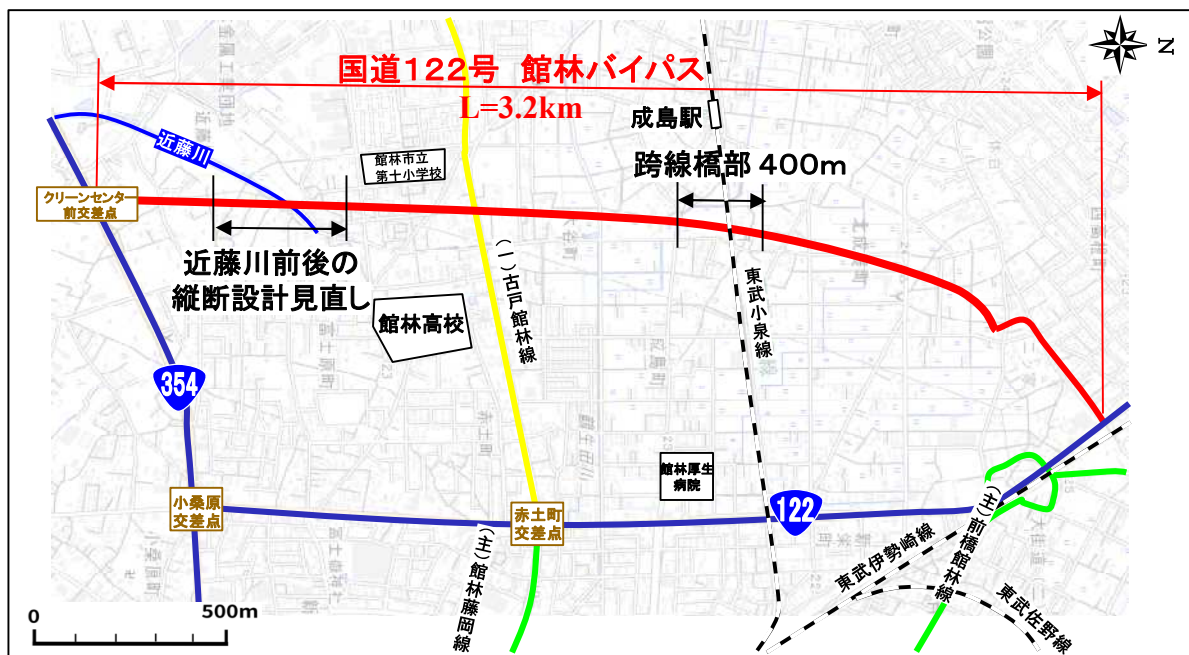 国道122号 館林バイパス
L=3.2km
N
成島駅
跨線橋部 400m
近藤川
館林市立
第十小学校
クリーンセンター
前交差点
近藤川前後の
縦断設計見直し
館林高校
(一)古戸館林線
東武小泉線
354
館林厚生
病院
小桑原
交差点
赤土町
交差点
122
(主)館林藤岡線
(主)前橋館林線
東武伊勢崎線
東武佐野線
0
500m